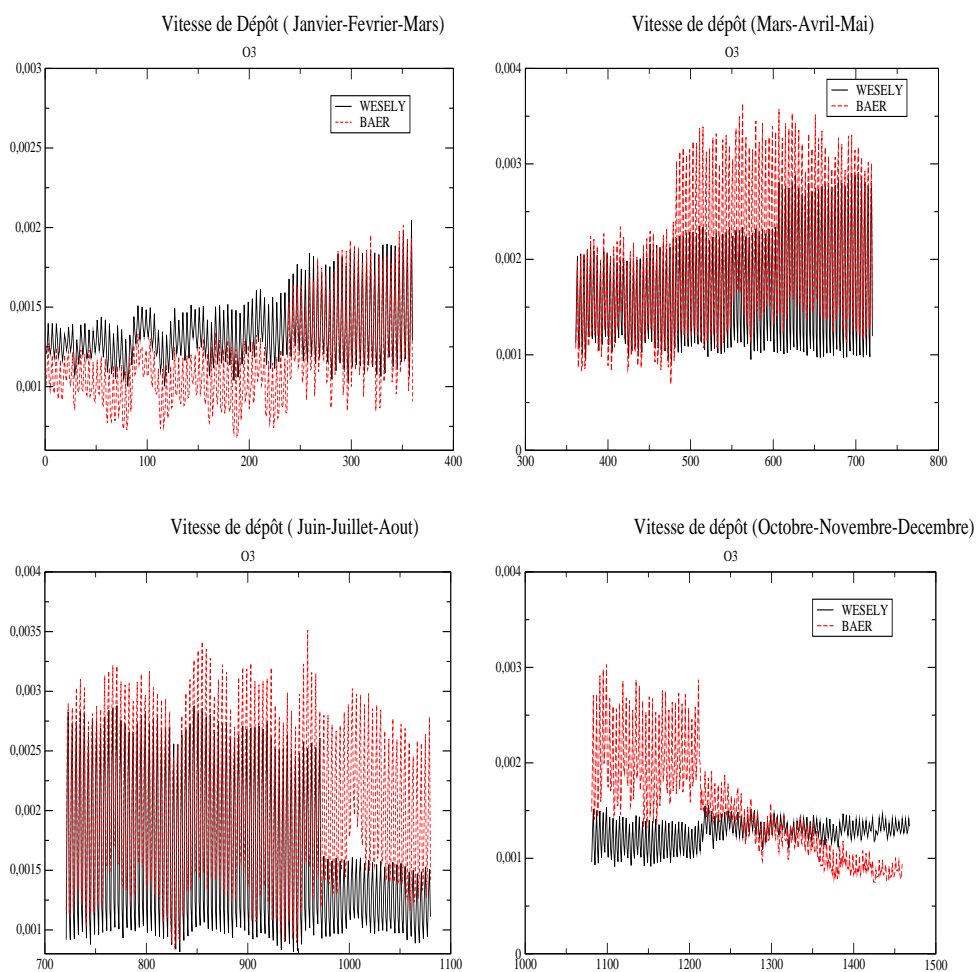 Vitesse de Dépôt ( Janvier-Fevrier-Mars)
O3
0,003
0,0025
0,002
0,0015
0,001
0 100 200 300 400
WESELY
BAER
Vitesse de dépôt (Mars-Avril-Mai)
O3
0,004
0,003
0,002
0,001
0
300 400 500 600 700 800
WESELY
BAER
Vitesse de dépôt ( Juin-Juillet-Aout)
O3
0,004
0,0035
0,003
0,0025
0,002
0,0015
0,001
700 800 900 1000 1100
Vitesse de dépôt (Octobre-Novembre-Decembre)
O3
0,004
0,003
0,002
0,001
0
1000 1100 1200 1300 1400 1500
WESELY
BAER